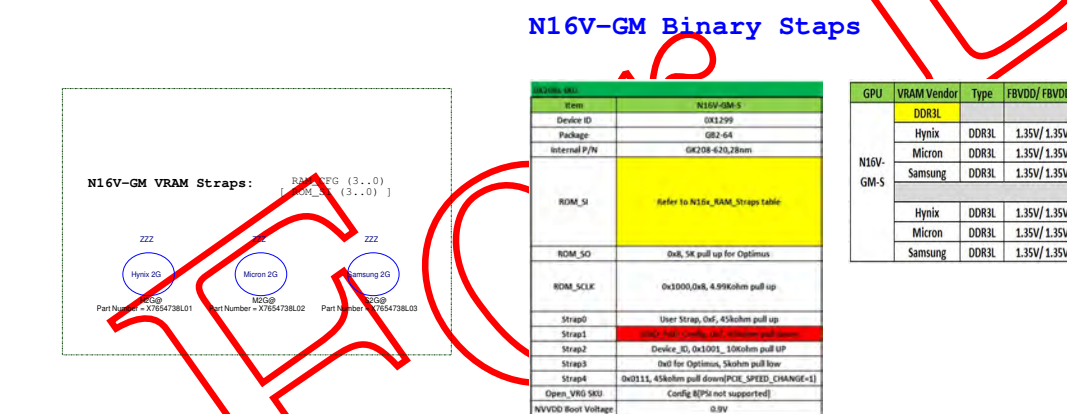 N16V-GM Binary Staps
N16V-GM VRAM Straps: RAM_CFG (3..0)
[ ROM_SI (3..0) ]
ZZZ ZZZ ZZZ
Hynix 2G Micron 2G Samsung 2G
H2G@ M2G@ S2G@
Part Number = X7654738L01 Part Number = X7654738L02 Part Number = X7654738L03
Item N16V-GM-S
Device ID 0X1299
Package GB2-64
Internal P/N GK208-620,28nm
ROM_SI Refer to N16x_RAM_Straps table
ROM_SO 0x8, 5K pull up for Optimus
ROM_SCLK 0x1000,0x8, 4.99Kohm pull up
Strap0 User Strap, 0xF, 45kohm pull up
Strap1
Strap2 Device_ID, 0x1001_ 10Kohm pull UP
Strap3 0x0 for Optimus, 5kohm pull low
Strap4 0x0111, 45kohm pull down(PCIE_SPEED_CHANGE=1)
Open_VRG SKU Config B(PSI not supported)
NVVDD Boot Voltage 0.9V
GPU VRAM Vendor Type FBVDD/ FBVDD
N16V-GM-S
DDR3L
Hynix DDR3L 1.35V/ 1.35V
Micron DDR3L 1.35V/ 1.35V
Samsung DDR3L 1.35V/ 1.35V
Hynix DDR3L 1.35V/ 1.35V
Micron DDR3L 1.35V/ 1.35V
Samsung DDR3L 1.35V/ 1.35V